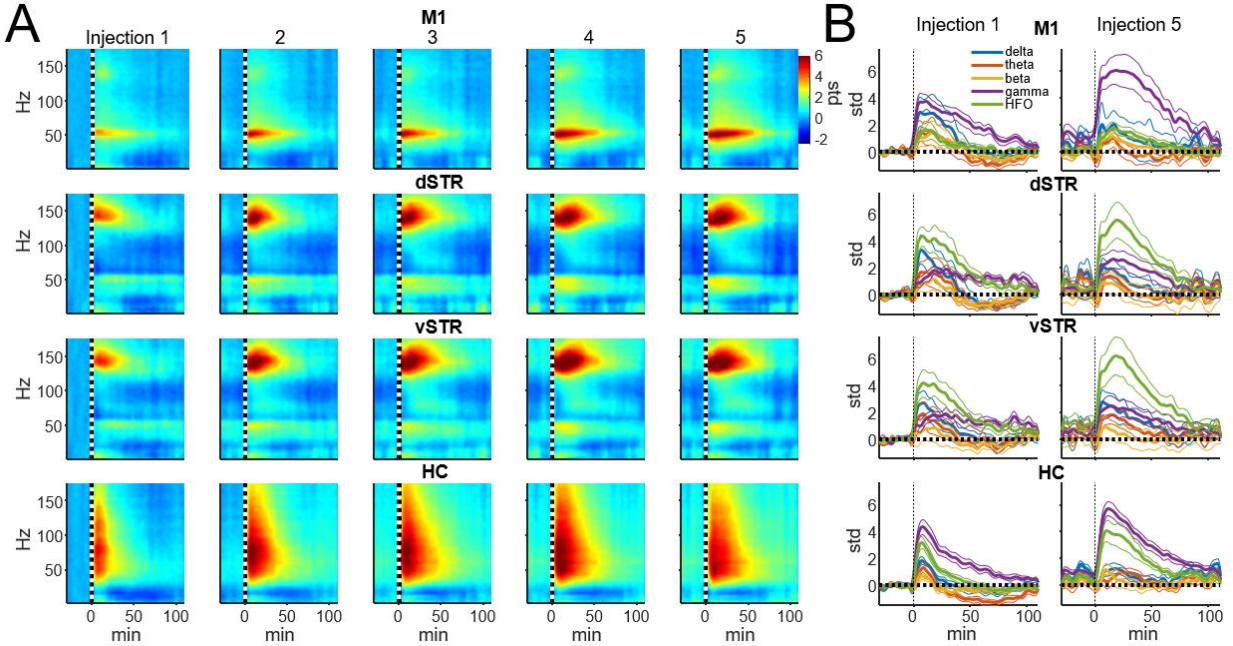 A
M1
Injection 1
2
3
4
5
150
100
50
Hz
6
4
2
0
-2
std
dSTR
150
100
50
Hz
vSTR
150
100
50
Hz
HC
150
100
50
Hz
0 50 100
0 50 100
0 50 100
0 50 100
0 50 100
min
min
min
min
min
B
Injection 1
M1
Injection 5
delta
theta
beta
gamma
HFO
6
4
2
0
std
dSTR
6
4
2
0
std
vSTR
6
4
2
0
std
HC
6
4
2
0
std
0 50 100
0 50 100
min
min